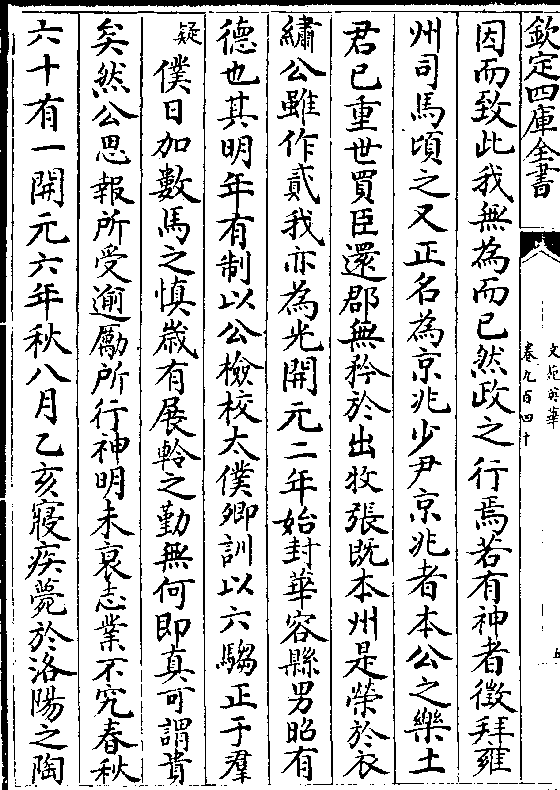 欽定四庫全書
文苑英華
卷九百四十
五
因而致此我無為而已然政之行焉若有神者徵拜雍
州司馬頃之又正名為京兆少尹京兆者本公之樂土
君已重世買臣還郡無矜於出牧張既本州是榮於衣
繡公雖作貳我亦為光開元二年始封華容縣男昭有
德也其明年有制以公檢校太僕卿訓以六騶正于羣
疑
僕日加數馬之慎歲有展軨之勤無何即真可謂貴
矣然公思報所受逾勵所行神明未衰志業不究春秋
六十有一開元六年秋八月乙亥寢疾薨於洛陽之陶